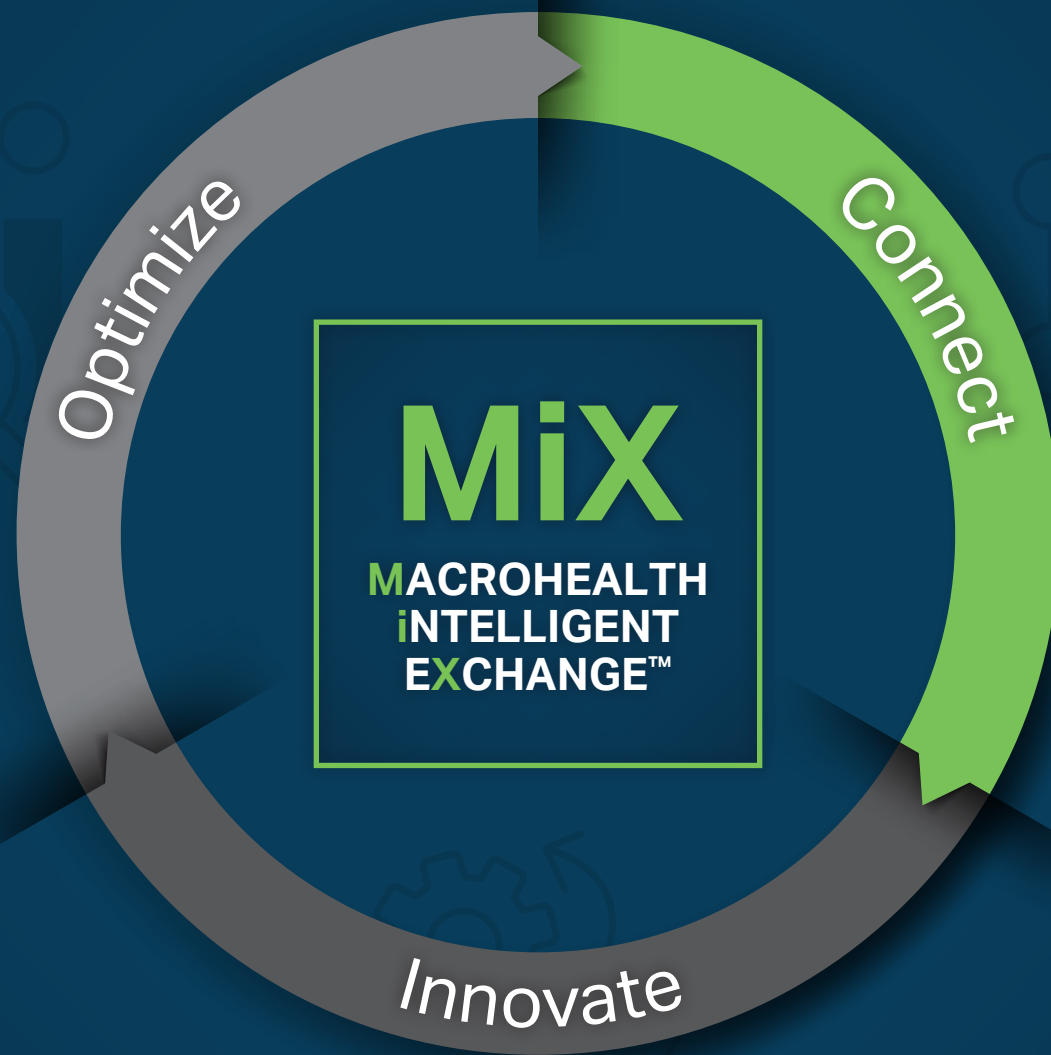 Optimize
Connect
MiX
MACROHEALTH
iNTELLIGENT
EXCHANGE™
Innovate